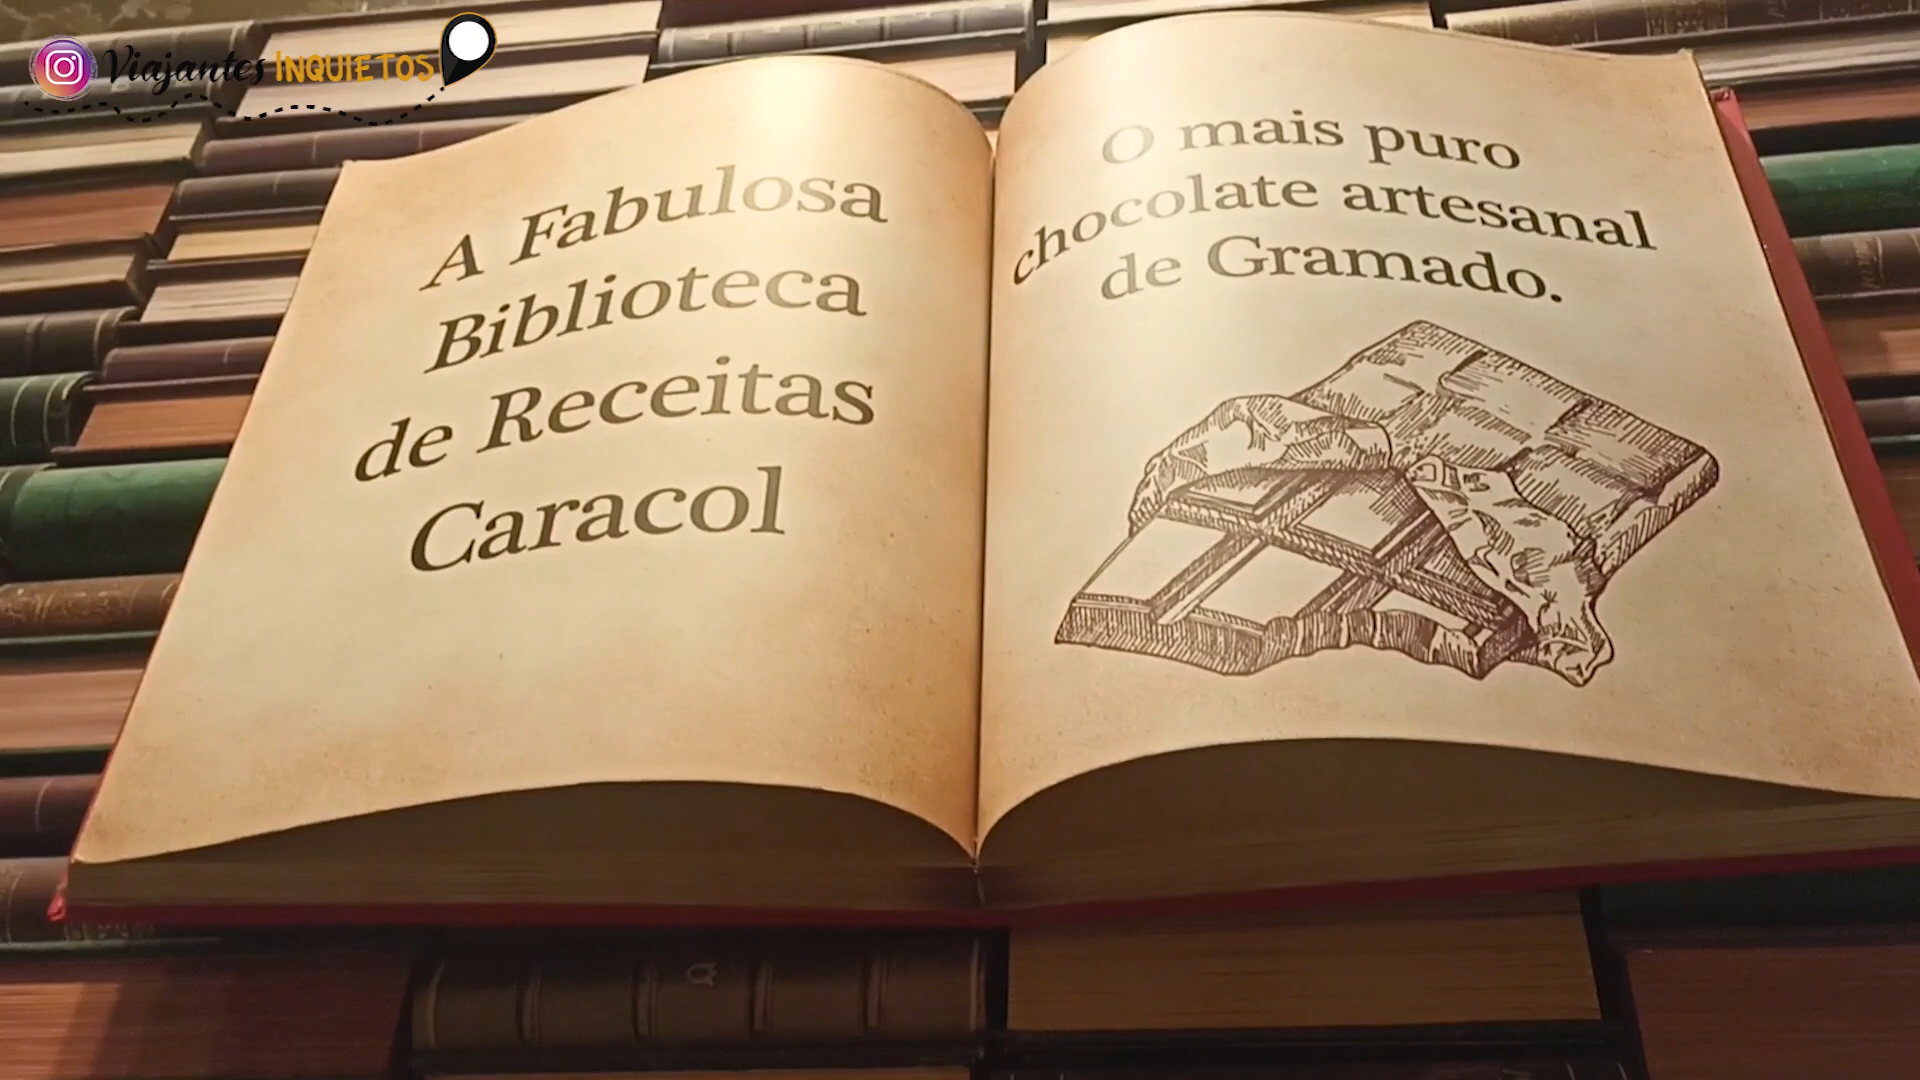 Viajantes INQUIETOS
A Fabulosa
Biblioteca
de Receitas
Caracol
O mais puro
chocolate artesanal
de Gramado.